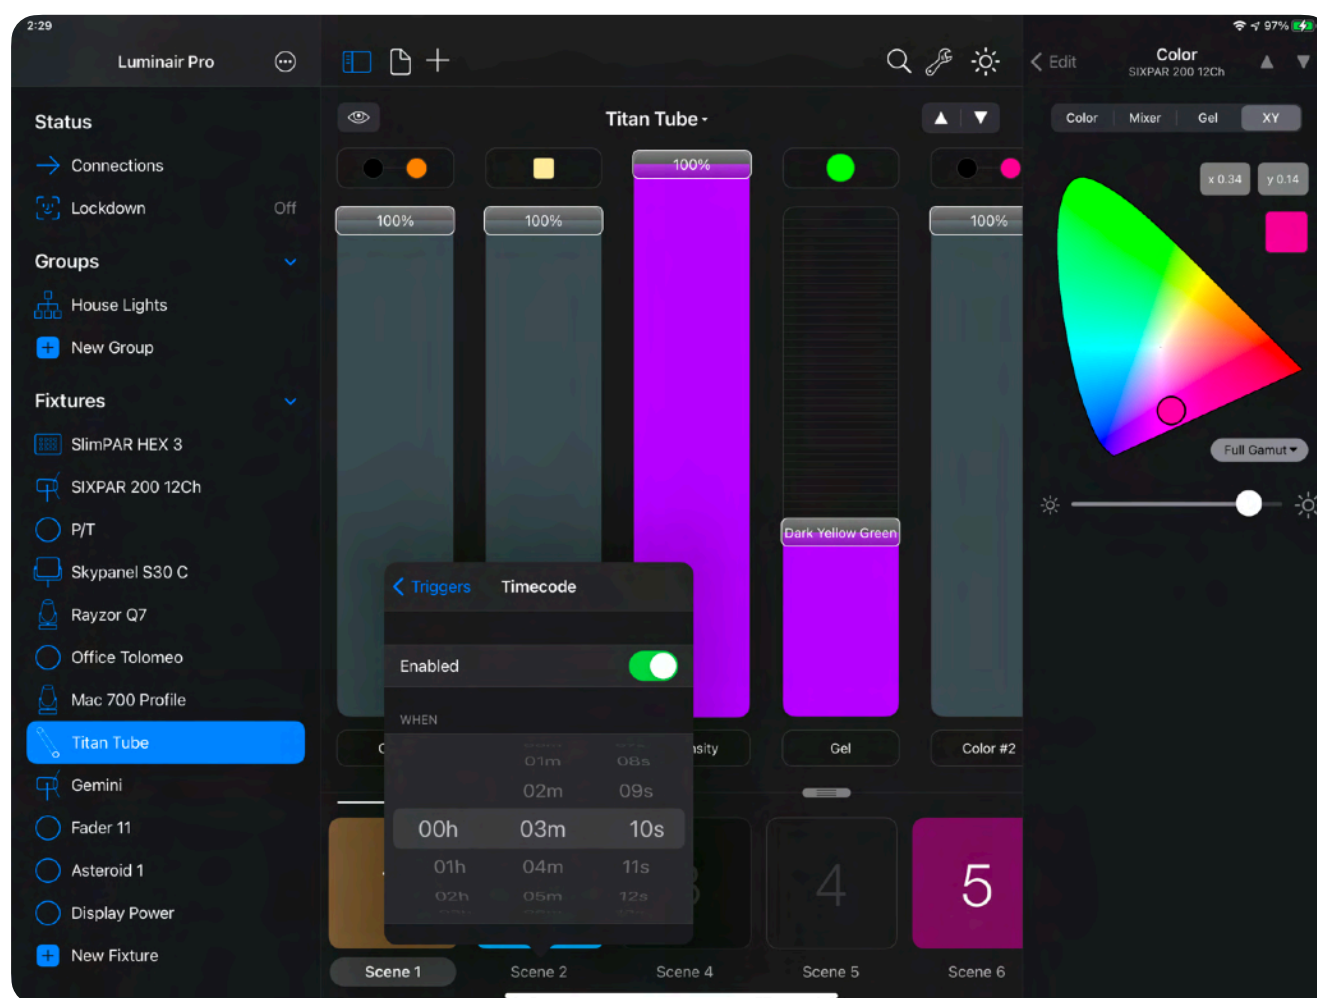 2:29
97%
Luminair Pro
Status
Connections
Lockdown
Off
Groups
House Lights
New Group
Fixtures
SlimPAR HEX 3
SIXPAR 200 12Ch
P/T
Skypanel S30 C
Rayzor Q7
Office Tolomeo
Mac 700 Profile
Titan Tube
Gemini
Fader 11
Asteroid 1
Display Power
New Fixture
Titan Tube
100%
100%
100%
Dark Yellow Green
100%
Gel
Color #2
Triggers
Timecode
Enabled
WHEN
01m 08s
02m 09s
00h 03m 10s
01h 04m 11s
02h 05m 12s
4
5
Scene 1
Scene 2
Scene 4
Scene 5
Scene 6
Edit
Color
SIXPAR 200 12Ch
Color
Mixer
Gel
XY
x 0.34
y 0.14
Full Gamut